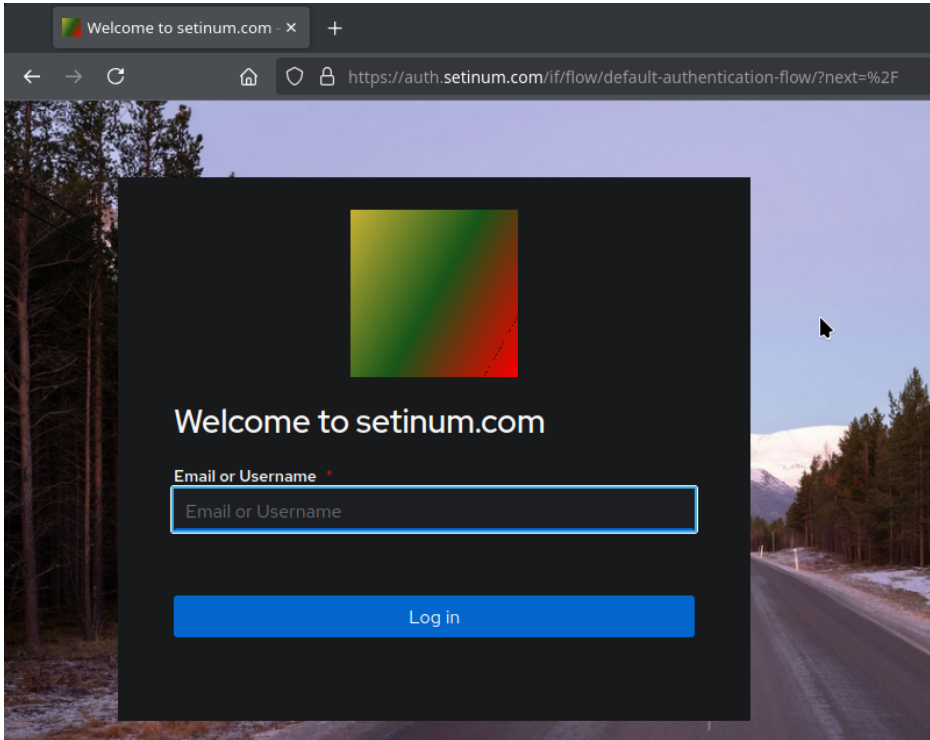 Welcome to setinum.com -
https://auth.setinum.com/if/flow/default-authentication-flow/?next=%2F
Welcome to setinum.com
Email or Username *
Email or Username
Log in